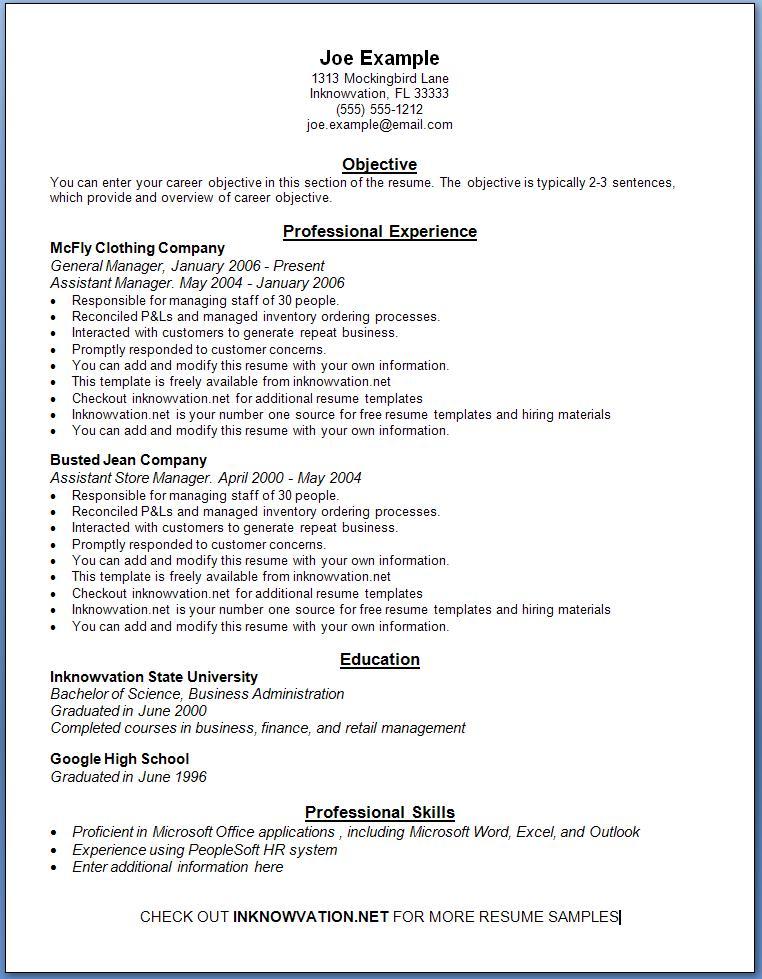 Joe Example
1313 Mockingbird Lane
Inknowvation, FL 33333
(555) 555-1212
joe.example@email.com
Objective
You can enter your career objective in this section of the resume. The objective is typically 2-3 sentences,
which provide and overview of career objective.
Professional Experience
McFly Clothing Company
General Manager, January 2006 - Present
Assistant Manager. May 2004 - January 2006
• Responsible for managing staff of 30 people.
• Reconciled P&Ls and managed inventory ordering processes.
• Interacted with customers to generate repeat business.
• Promptly responded to customer concerns.
• You can add and modify this resume with your own information.
• This template is freely available from inknowvation.net
• Checkout inknowvation.net for additional resume templates
• Inknowvation.net is your number one source for free resume templates and hiring materials
• You can add and modify this resume with your own information.
Busted Jean Company
Assistant Store Manager. April 2000 - May 2004
• Responsible for managing staff of 30 people.
• Reconciled P&Ls and managed inventory ordering processes.
• Interacted with customers to generate repeat business.
• Promptly responded to customer concerns.
• You can add and modify this resume with your own information.
• This template is freely available from inknowvation.net
• Checkout inknowvation.net for additional resume templates
• Inknowvation.net is your number one source for free resume templates and hiring materials
• You can add and modify this resume with your own information.
Education
Inknowvation State University
Bachelor of Science, Business Administration
Graduated in June 2000
Completed courses in business, finance, and retail management
Google High School
Graduated in June 1996
Professional Skills
• Proficient in Microsoft Office applications , including Microsoft Word, Excel, and Outlook
• Experience using PeopleSoft HR system
• Enter additional information here
CHECK OUT INKNOWVATION.NET FOR MORE RESUME SAMPLES